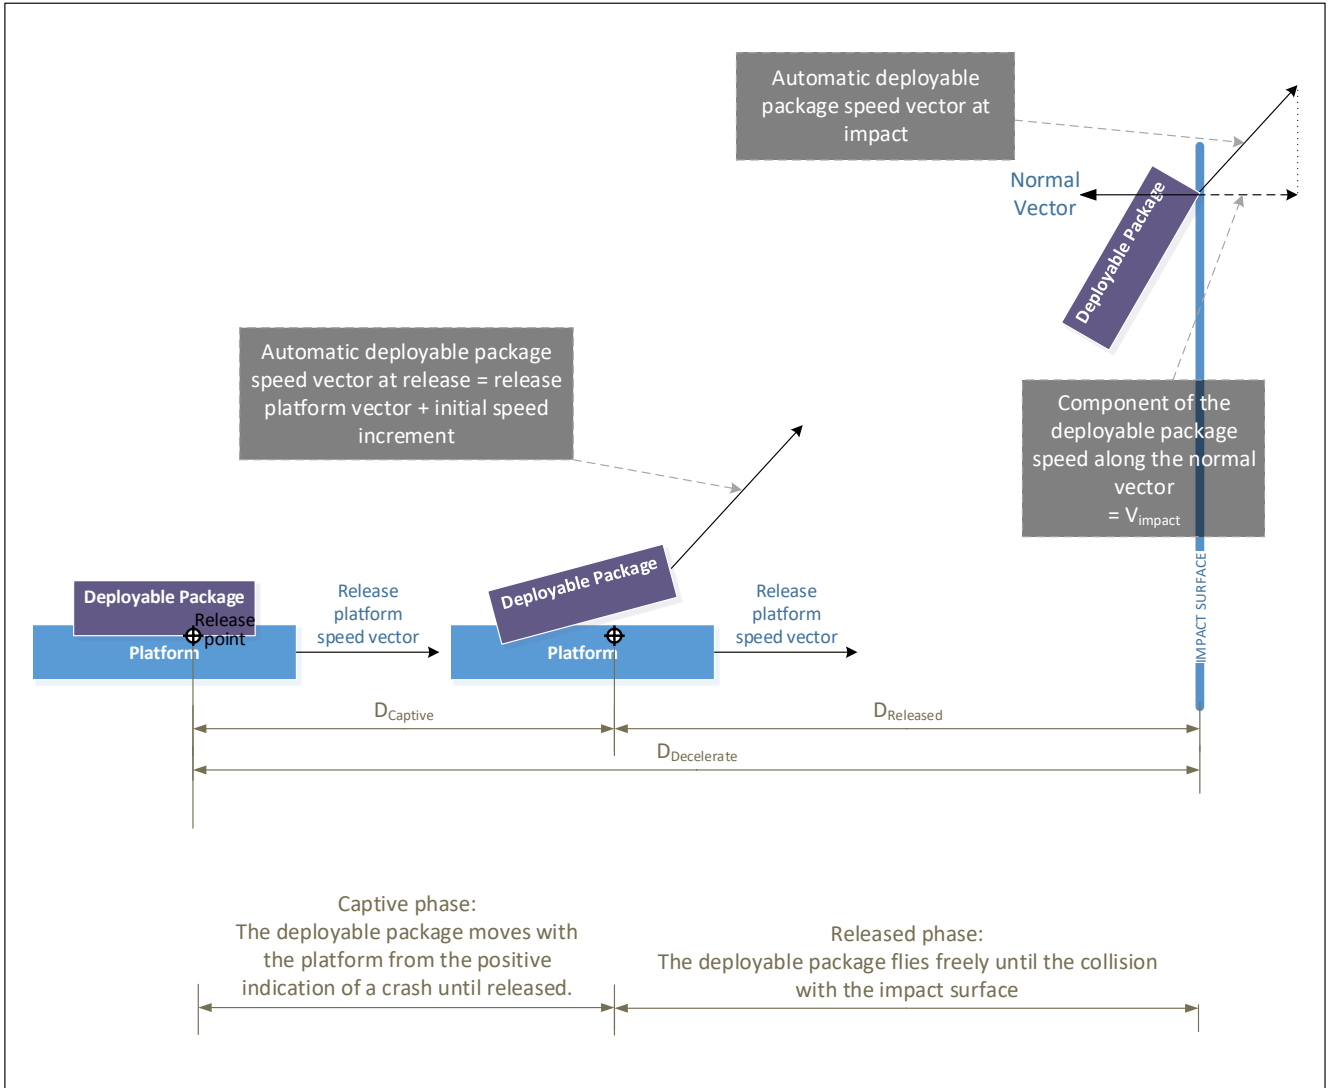 Automatic deployable
package speed vector at
impact
Normal
Vector
Deployable Package
Automatic deployable package
speed vector at release = release
platform vector + initial speed
increment
Component of the
deployable package
speed along the normal
vector
= Vimpact
Deployable Package
Release
point
Platform
Release
platform
speed vector
Deployable Package
Platform
Release
platform
speed vector
IMPACT SURFACE
DCaptive
DReleased
DDecelerate
Captive phase:
The deployable package moves with
the platform from the positive
indication of a crash until released.
Released phase:
The deployable package flies freely until the collision
with the impact surface